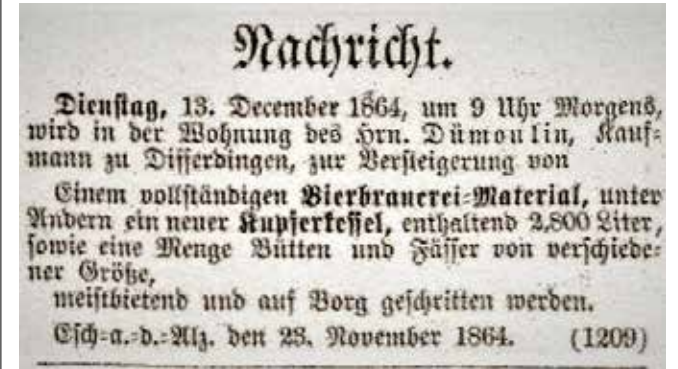 Nachricht.
Dienstag, 13. December 1864, um 9 Uhr Morgens,
wird in der Wohnung des Hrn. Dümoulin, Kauf-
mann zu Differdingen, zur Versteigerung von
Einem vollständigen Bierbrauerei-Material, unter
Andern ein neuer Kupferkessel, enthaltend 2,800 Liter,
sowie eine Menge Bütten und Fässer von verschiede-
ner Größe,
meistbietend und auf Borg geschritten werden.
Esch-a.-d.-Alz. den 23. November 1864. (1209)